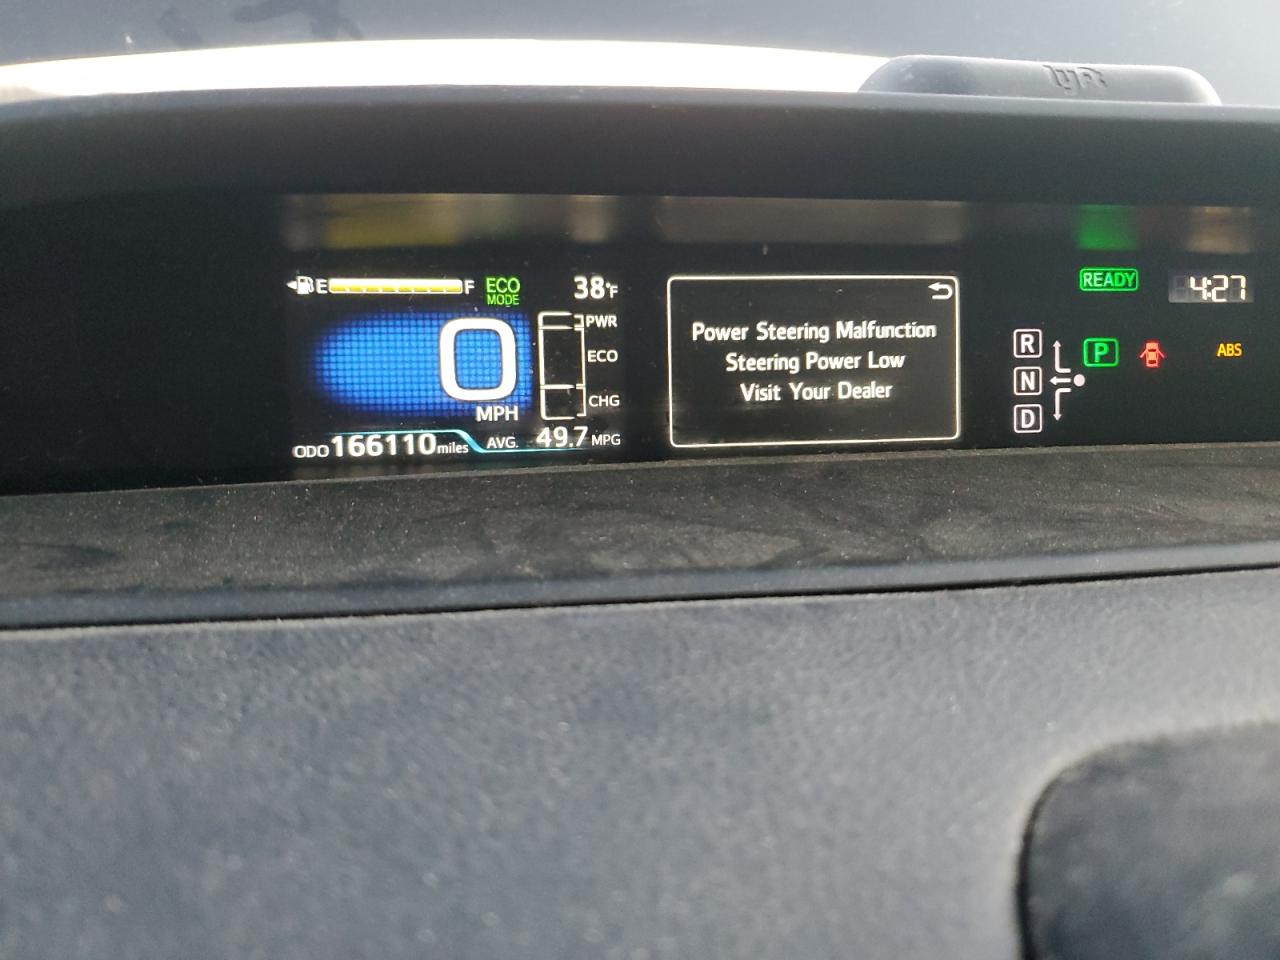 lyft
E F ECO MODE 38°F
0 MPH
PWR
ECO
CHG
ODO 166110 miles AVG. 49.7 MPG
Power Steering Malfunction
Steering Power Low
Visit Your Dealer
READY 4:27
R P ABS
N
D